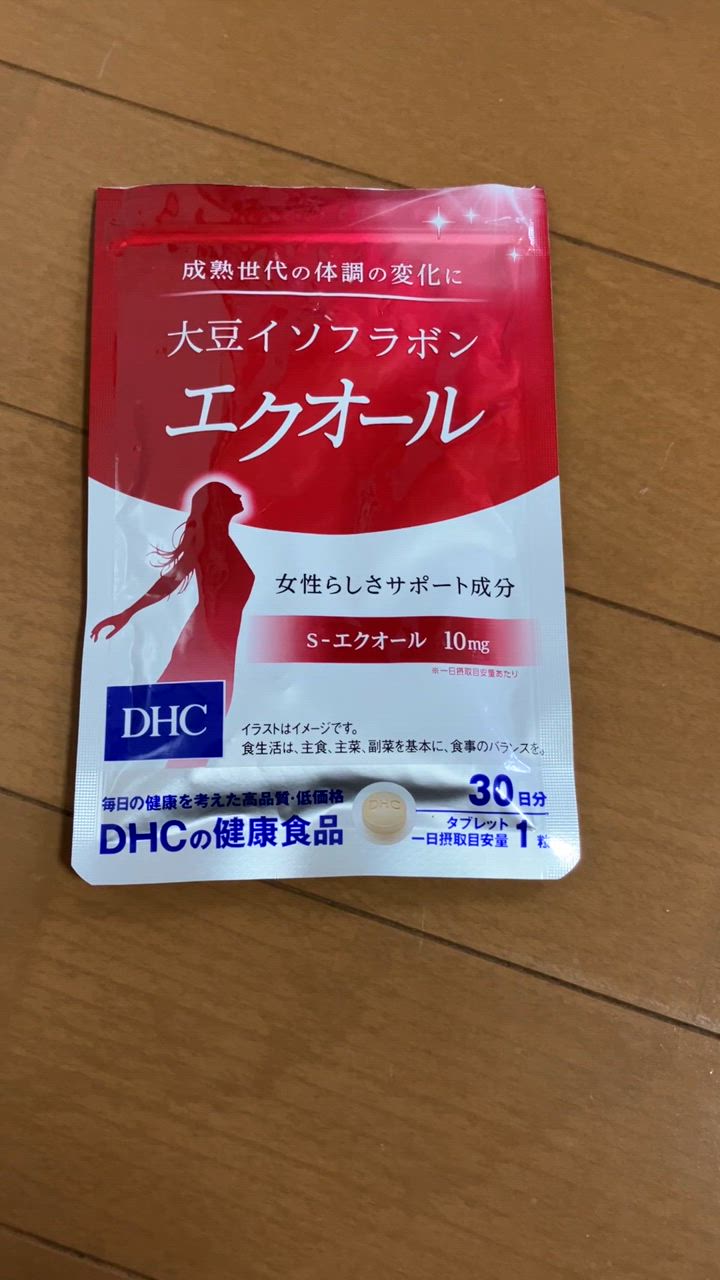 成熟世代の体調の変化に
大豆イソフラボン
エクオール
女性らしさサポート成分
S-エクオール 10mg
※一日摂取目安量あたり
DHC
イラストはイメージです。
食生活は、主食、主菜、副菜を基本に、食事のバランスを。
毎日の健康を考えた高品質・低価格
DHCの健康食品
DHC
30日分
タブレット
一日摂取目安量 1粒